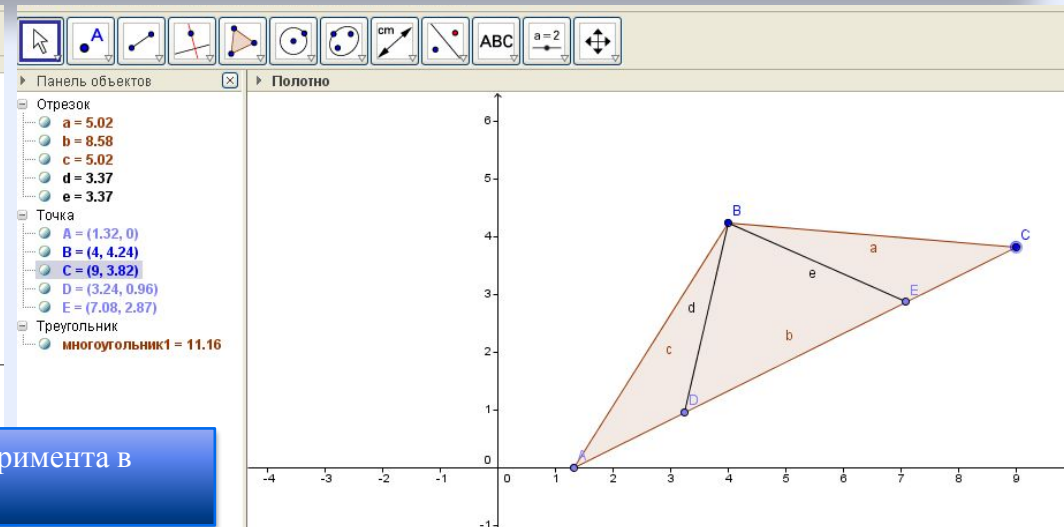 A
cm
ABC
a=2
Панель объектов
Полотно
Отрезок
a = 5.02
b = 8.58
c = 5.02
d = 3.37
e = 3.37
Точка
A = (1.32, 0)
B = (4, 4.24)
C = (9, 3.82)
D = (3.24, 0.96)
E = (7.08, 2.87)
Треугольник
многоугольник1 = 11.16
римента в
6
5
4
3
2
1
0
-1
-4 -3 -2 -1 0 1 2 3 4 5 6 7 8 9
B
C
a
e
E
d
b
c
D
A